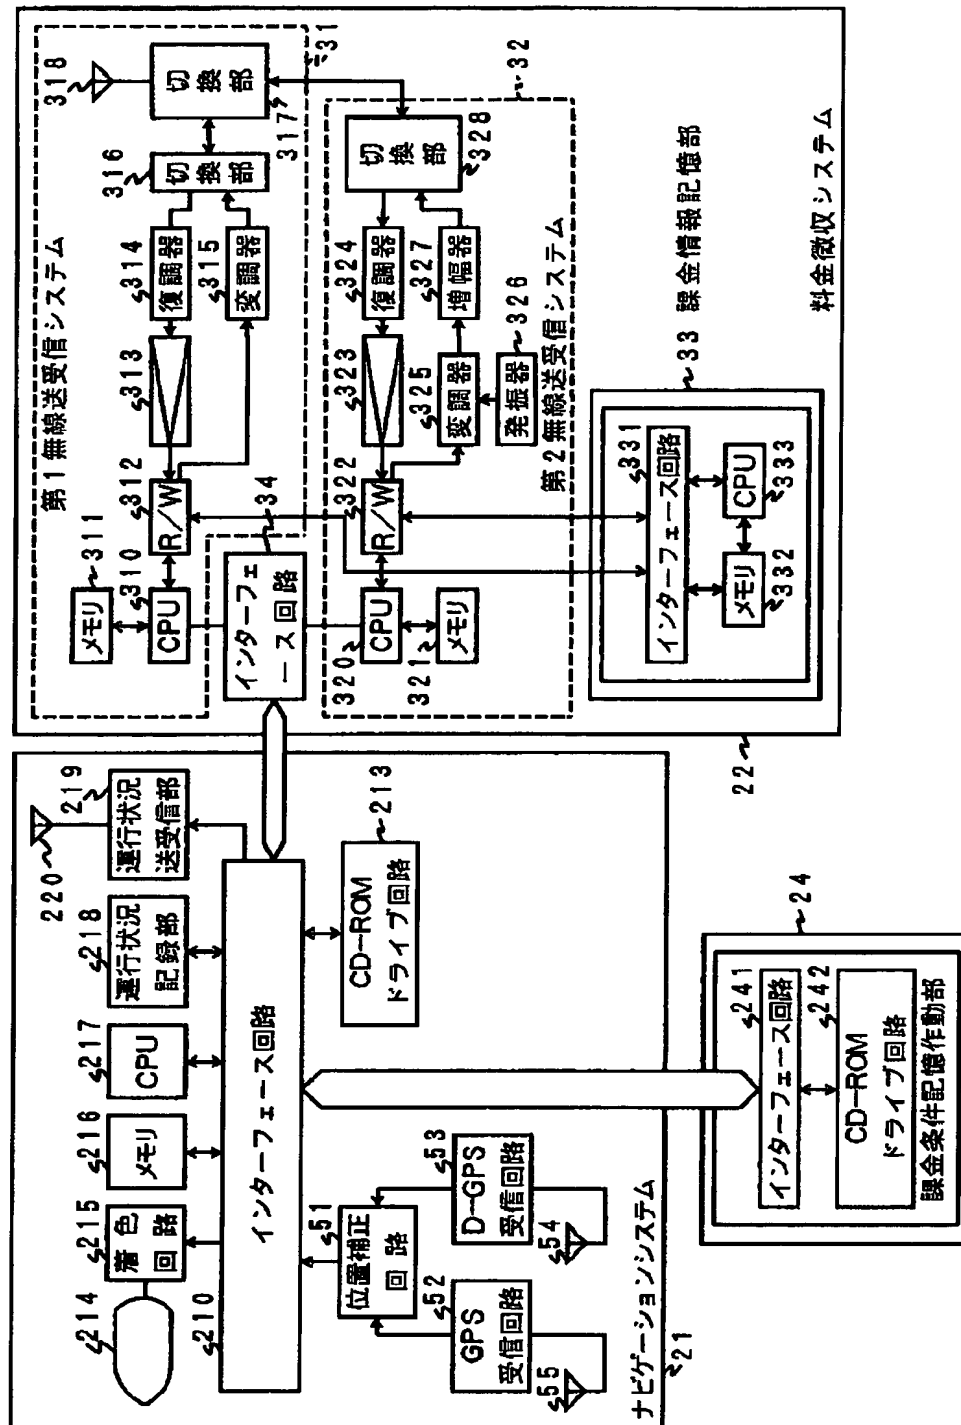 214
215
着色
回路
216
メモリ
217
CPU
218
運行状況
記録部
220
219
運行状況
送受信部
210
インターフェース回路
51
位置補正
回路
213
CD-ROM
ドライブ回路
52
GPS
受信回路
53
D-GPS
受信回路
55
54
ナビゲーションシステム
21
24
241
インターフェース回路
242
CD-ROM
ドライブ回路
課金条件記憶作動部
第1無線送受信システム
31
311
メモリ
310
CPU
312
R/W
313
314
復調器
315
変調器
316
切換部
317
切換部
318
34
インターフェ
ース回路
32
320
CPU
321
メモリ
322
R/W
323
324
復調器
325
変調器
326
発振器
327
増幅器
328
切換部
第2無線送受信システム
33 課金情報記憶部
331
インターフェース回路
332
メモリ
333
CPU
料金徴収システム
22